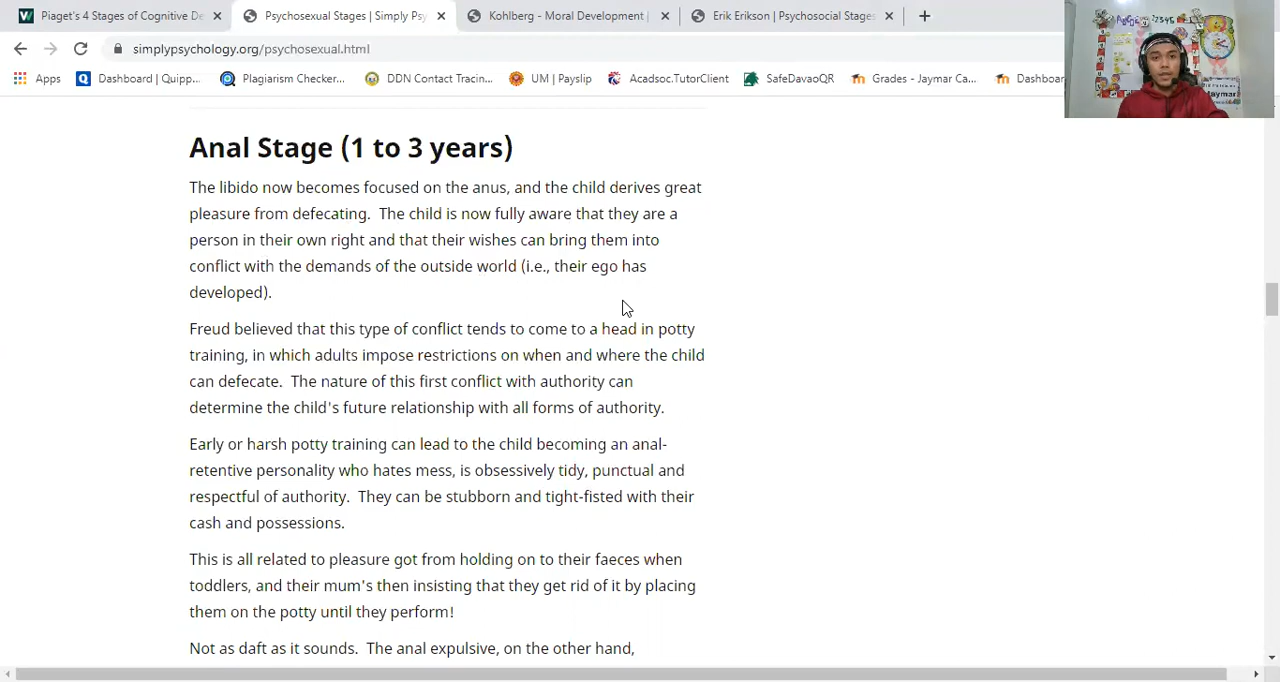 Piaget's 4 Stages of Cognitive De
Psychosexual Stages | Simply Psy
Kohlberg - Moral Development |
Erik Erikson | Psychosocial Stages
simplypsychology.org/psychosexual.html
Apps
Dashboard | Quipp...
Plagiarism Checker...
DDN Contact Tracin...
UM | Payslip
Acadsoc.TutorClient
SafeDavaoQR
Grades - Jaymar Ca...
Dashboar
Anal Stage (1 to 3 years)
The libido now becomes focused on the anus, and the child derives great
pleasure from defecating.  The child is now fully aware that they are a
person in their own right and that their wishes can bring them into
conflict with the demands of the outside world (i.e., their ego has
developed).
Freud believed that this type of conflict tends to come to a head in potty
training, in which adults impose restrictions on when and where the child
can defecate.  The nature of this first conflict with authority can
determine the child's future relationship with all forms of authority.
Early or harsh potty training can lead to the child becoming an anal-
retentive personality who hates mess, is obsessively tidy, punctual and
respectful of authority.  They can be stubborn and tight-fisted with their
cash and possessions.
This is all related to pleasure got from holding on to their faeces when
toddlers, and their mum's then insisting that they get rid of it by placing
them on the potty until they perform!
Not as daft as it sounds.  The anal expulsive, on the other hand,